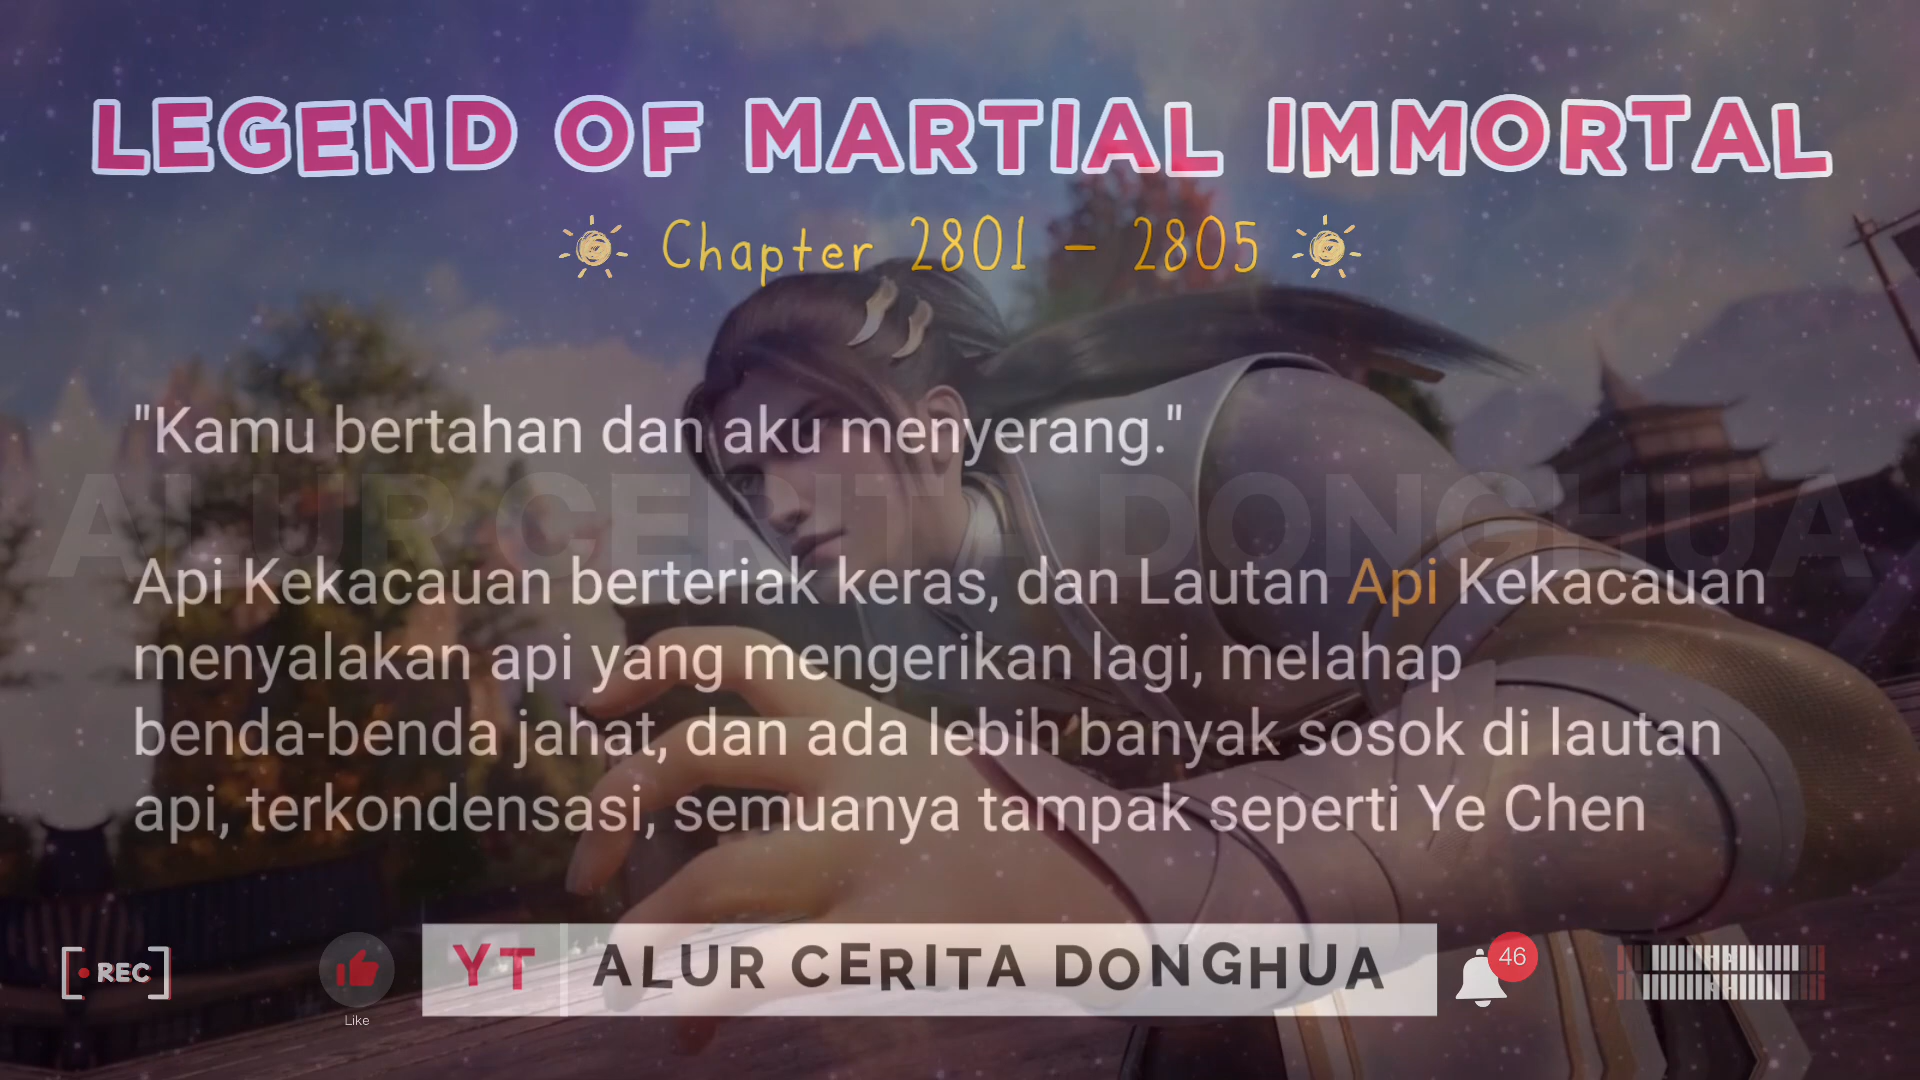 LEGEND OF MARTIAL IMMORTAL
Chapter 2801 - 2805
"Kamu bertahan dan aku menyerang."
ALUR CERITA DONGHUA
Api Kekacauan berteriak keras, dan Lautan Api Kekacauan
menyalakan api yang mengerikan lagi, melahap
benda-benda jahat, dan ada lebih banyak sosok di lautan
api, terkondensasi, semuanya tampak seperti Ye Chen
REC
Like
YT ALUR CERITA DONGHUA
46